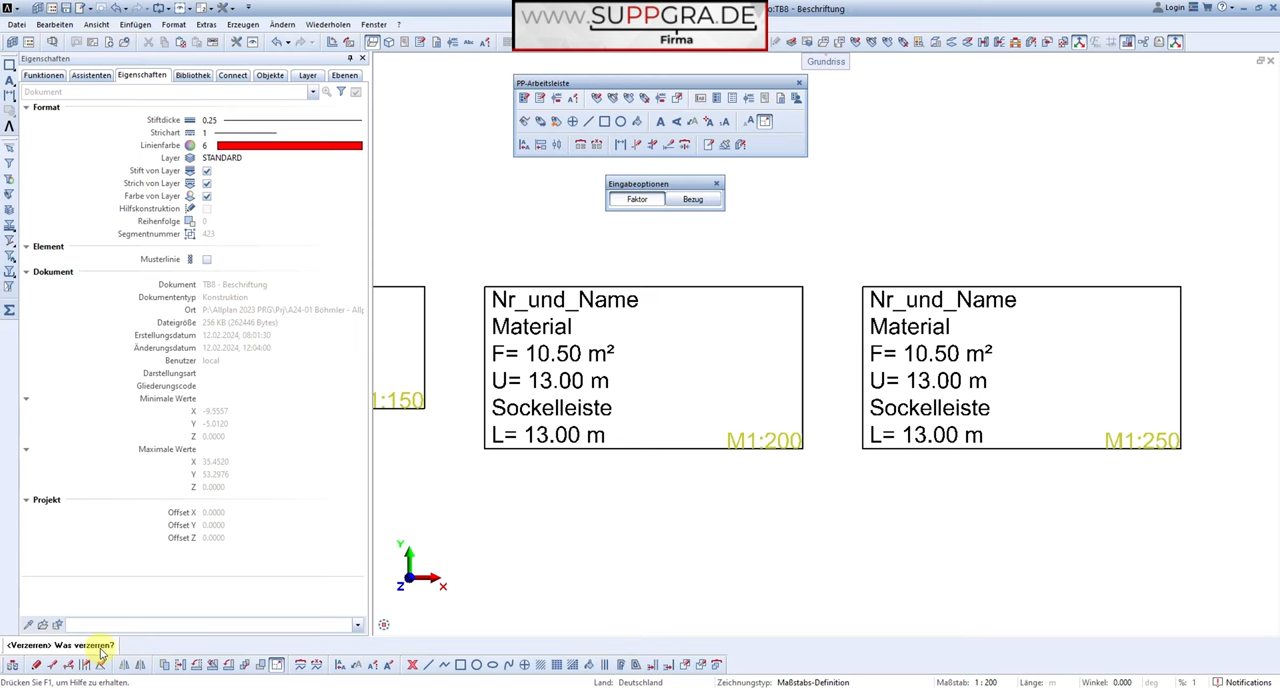 www.SUPPGRA.DE
Firma
o:TB8 - Beschriftung
Login
Datei Bearbeiten Ansicht Einfügen Format Extras Erzeugen Ändern Wiederholen Fenster
Eigenschaften
Grundriss
Funktionen Assistenten Eigenschaften Bibliothek Connect Objekte Layer Ebenen
Dokument
PP-Arbeitsleiste
Format
Stiftdicke 0.25
Strichart 1
Linienfarbe 6
Layer STANDARD
Stift von Layer
Strich von Layer
Farbe von Layer
Hilfskonstruktion
Reihenfolge 0
Segmentnummer 423
Eingabeoptionen
Faktor Bezug
Element
Musterlinie
Dokument
Dokument TB8 - Beschriftung
Dokumententyp Konstruktion
Ort P:\Allplan 2023 PRG\Prj\A24-01 Böhmler - Allp
Dateigröße 256 KB (262446 Bytes)
Erstellungsdatum 12.02.2024, 08:01:30
Änderungsdatum 12.02.2024, 12:04:00
Benutzer local
Darstellungsart
Gliederungscode
Minimale Werte
X -9.5557
Y -5.0120
Z 0.0000
Maximale Werte
X 35.4520
Y 53.2976
Z 0.0000
Projekt
Offset X 0.0000
Offset Y 0.0000
Offset Z 0.0000
1:150
Nr_und_Name
Material
F= 10.50 m²
U= 13.00 m
Sockelleiste
L= 13.00 m
M1:200
Nr_und_Name
Material
F= 10.50 m²
U= 13.00 m
Sockelleiste
L= 13.00 m
M1:250
Y
Z X
<Verzerren> Was verzerren?
Drücken Sie F1, um Hilfe zu erhalten.
Land: Deutschland
Zeichnungstyp: Maßstabs-Definition
Maßstab: 1 : 200
Länge: m
Winkel: 0.000 deg
%: 1
Notifications